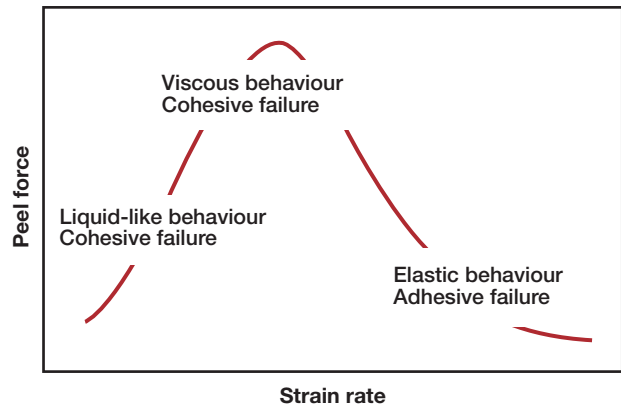 Viscous behaviour
Cohesive failure
Liquid-like behaviour
Cohesive failure
Elastic behaviour
Adhesive failure
Peel force
Strain rate